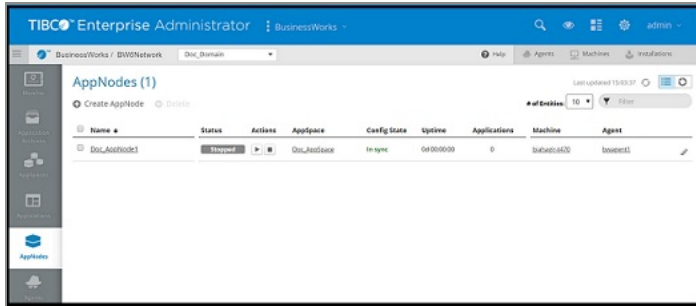 TIBCO Enterprise Administrator BusinessWorks admin
BusinessWorks / BW6Network Doc_Domain Help Agents Machines Installations
AppNodes (1) Last updated 15:03:37
Create AppNode Delete # of Entities 10 Filter
Name Status Actions AppSpace Config State Uptime Applications Machine Agent
Doc_AppNode1 Stopped Doc_AppSpace In sync 0d 00:00:00 0
Applications
AppNodes
Agents